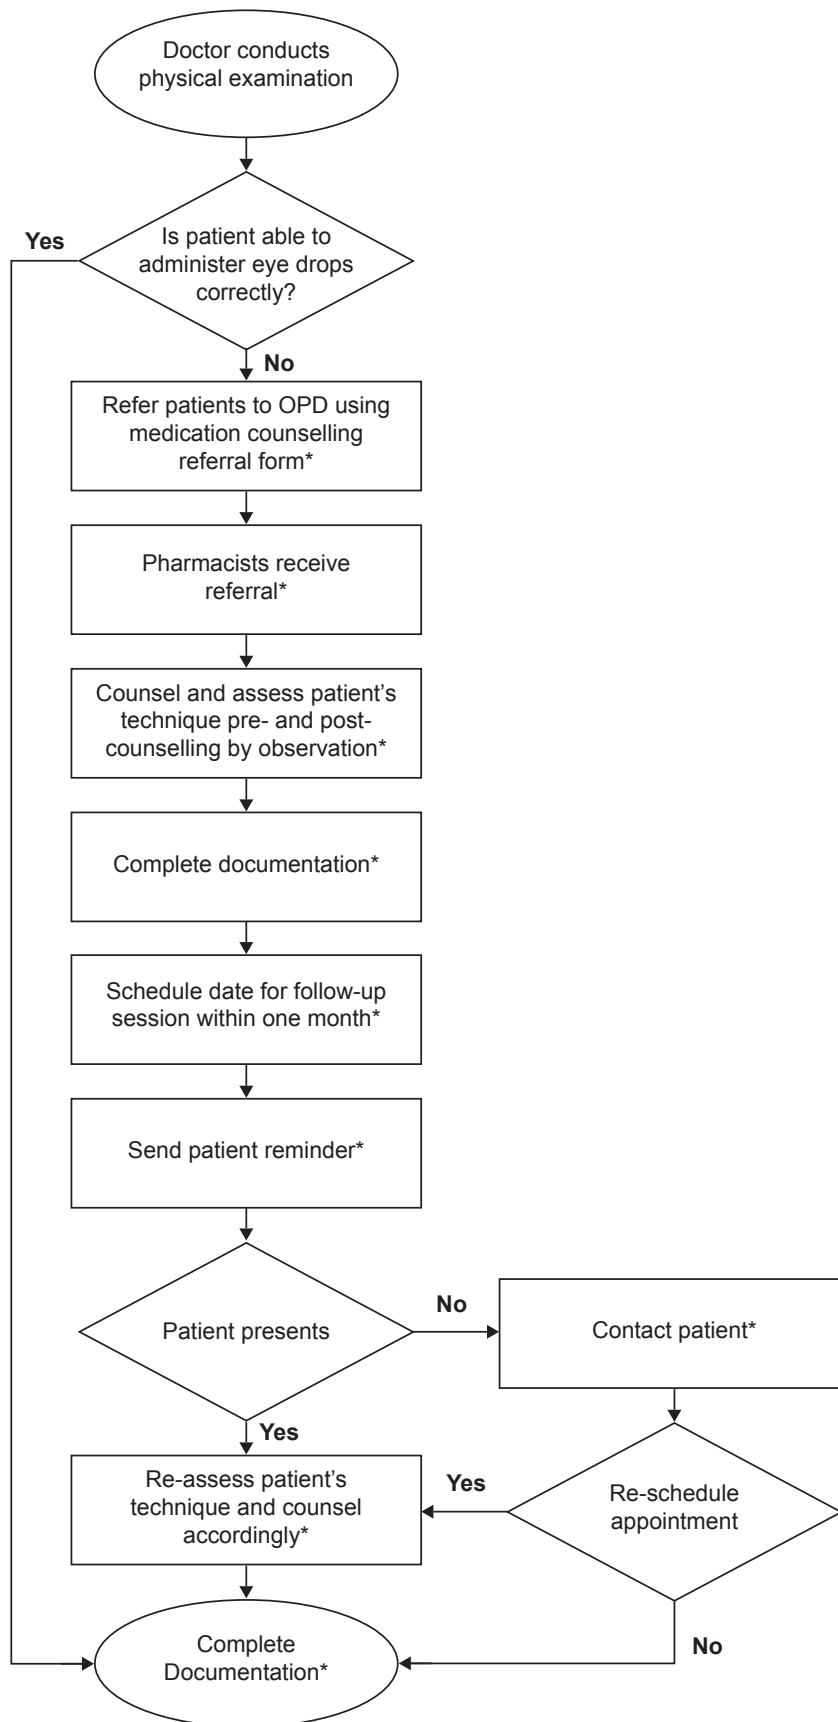 Doctor conducts
physical examination
Yes
Is patient able to
administer eye drops
correctly?
No
Refer patients to OPD using
medication counselling
referral form*
Pharmacists receive
referral*
Counsel and assess patient’s
technique pre- and post-
counselling by observation*
Complete documentation*
Schedule date for follow-up
session within one month*
Send patient reminder*
Patient presents
No
Contact patient*
Yes
Re-assess patient’s
technique and counsel
accordingly*
Yes
Re-schedule
appointment
No
Complete
Documentation*